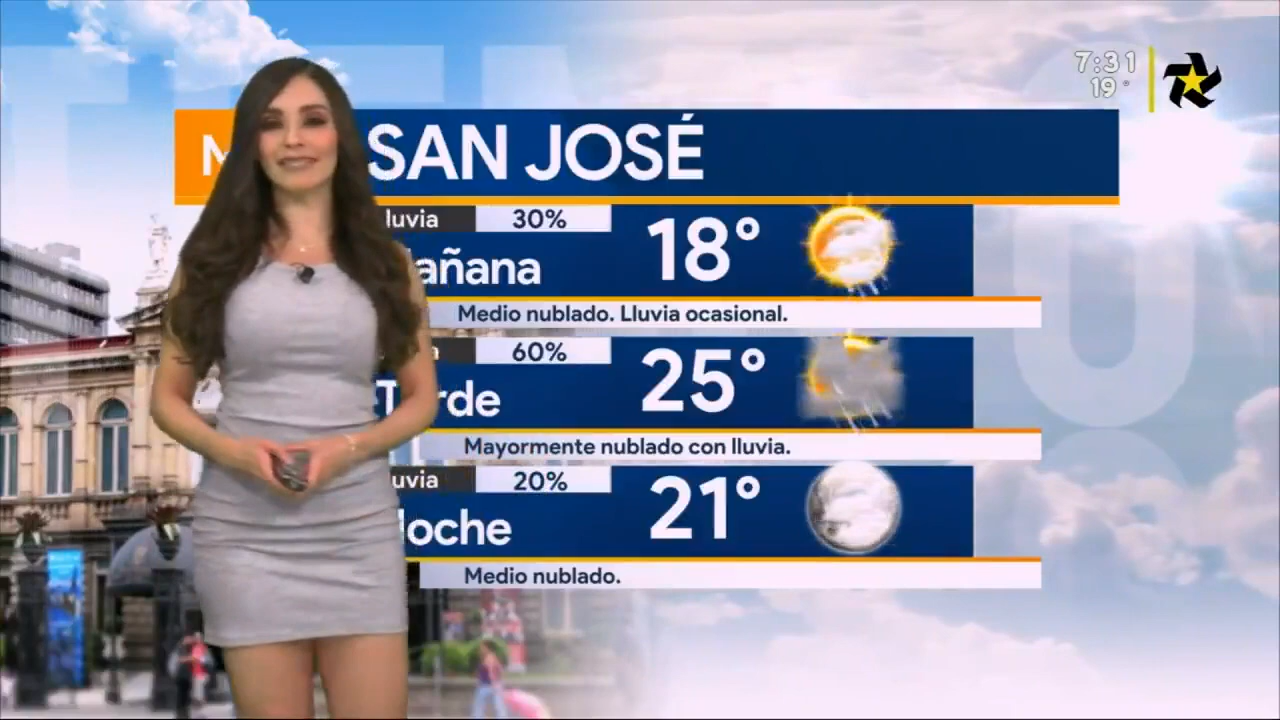 7:31
19°
SAN JOSÉ
30%
18°
Medio nublado. Lluvia ocasional.
60%
25°
Mayormente nublado con lluvia.
20%
21°
Medio nublado.